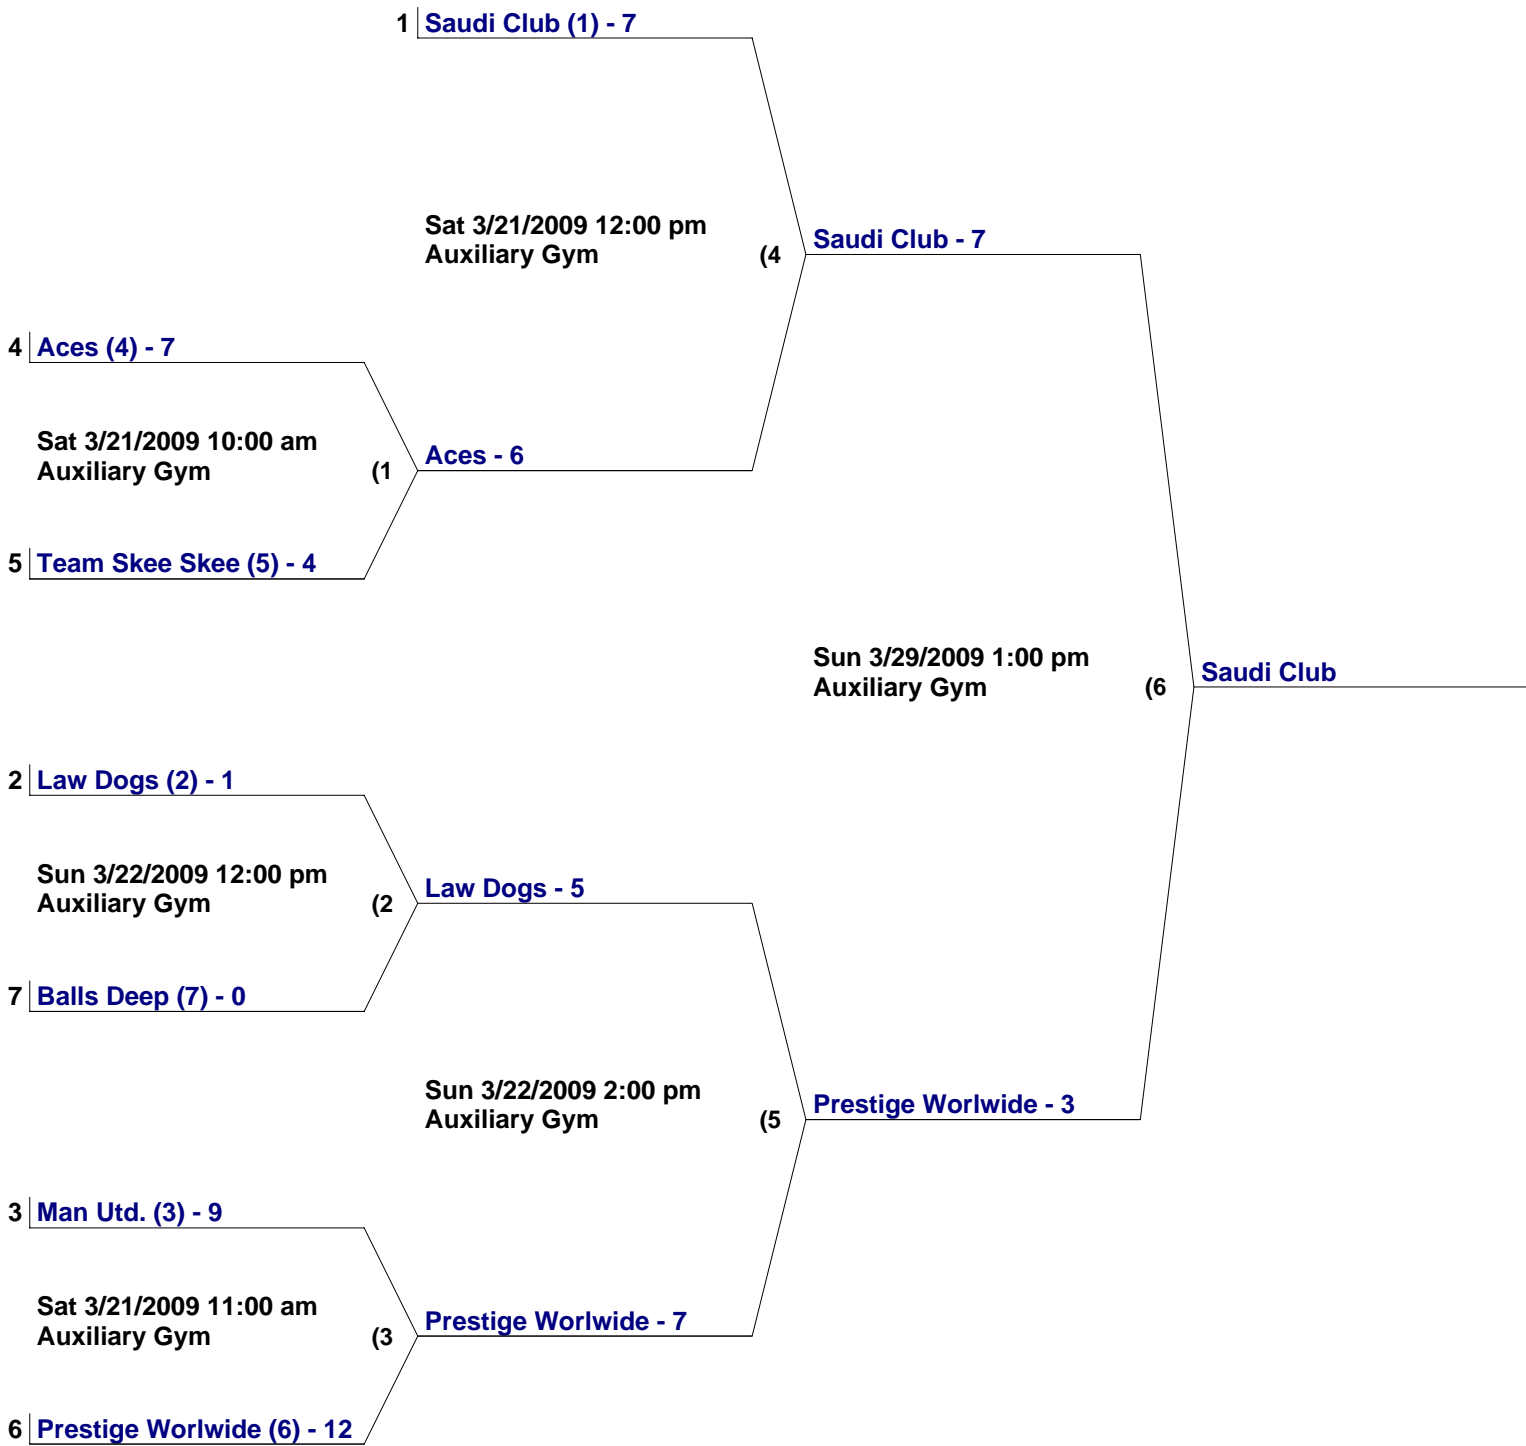 1 Saudi Club (1) - 7
Sat 3/21/2009 12:00 pm
Auxiliary Gym (4
Saudi Club - 7
4 Aces (4) - 7
Sat 3/21/2009 10:00 am
Auxiliary Gym (1
Aces - 6
5 Team Skee Skee (5) - 4
Sun 3/29/2009 1:00 pm
Auxiliary Gym (6
Saudi Club
2 Law Dogs (2) - 1
Sun 3/22/2009 12:00 pm
Auxiliary Gym (2
Law Dogs - 5
7 Balls Deep (7) - 0
Sun 3/22/2009 2:00 pm
Auxiliary Gym (5
Prestige Worlwide - 3
3 Man Utd. (3) - 9
Sat 3/21/2009 11:00 am
Auxiliary Gym (3
Prestige Worlwide - 7
6 Prestige Worlwide (6) - 12